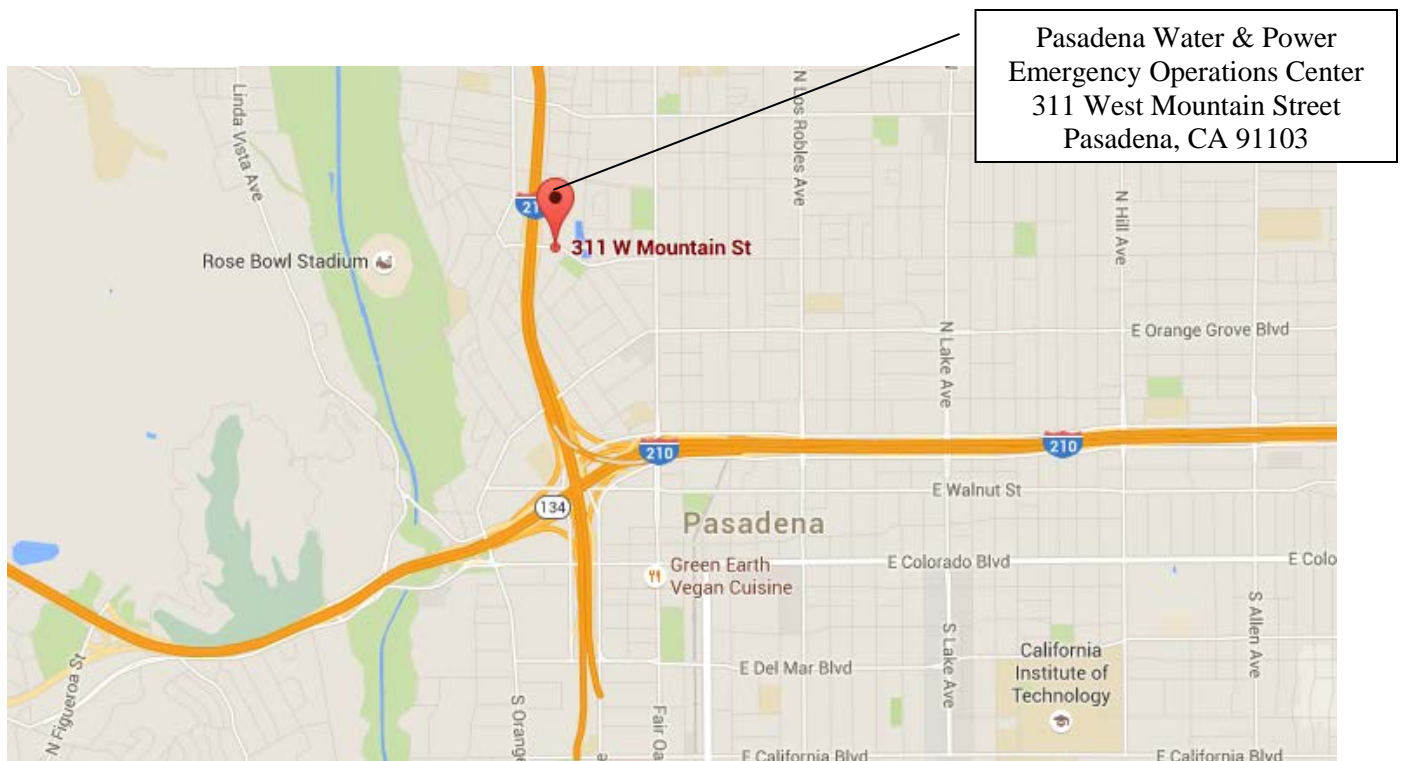 Pasadena Water & Power
Emergency Operations Center
311 West Mountain Street
Pasadena, CA 91103
Linda Vista Ave
N Los Robles Ave
N Hill Ave
311 W Mountain St
Rose Bowl Stadium
N Lake Ave
E Orange Grove Blvd
210
210
E Walnut St
134
Pasadena
Green Earth
Vegan Cuisine
E Colorado Blvd
E Colo
S Allen Ave
S Lake Ave
California
Institute of
Technology
E Del Mar Blvd
N Figueroa St
S Orang
Fair Oa
E California Blvd
E California Blvd